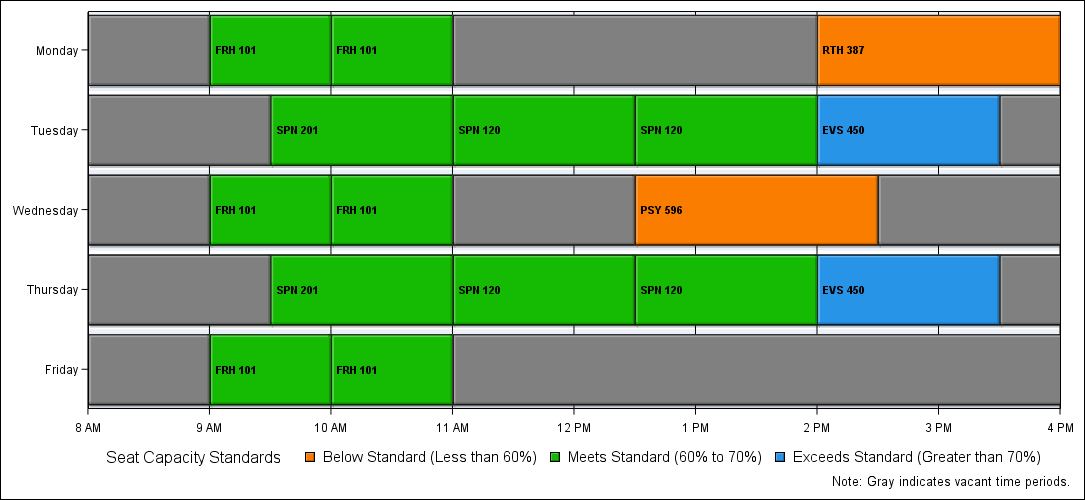 Monday FRH 101 FRH 101 RTH 387
Tuesday SPN 201 SPN 120 SPN 120 EVS 450
Wednesday FRH 101 FRH 101 PSY 596
Thursday SPN 201 SPN 120 SPN 120 EVS 450
Friday FRH 101 FRH 101
8 AM 9 AM 10 AM 11 AM 12 PM 1 PM 2 PM 3 PM 4 PM
Seat Capacity Standards Below Standard (Less than 60%) Meets Standard (60% to 70%) Exceeds Standard (Greater than 70%)
Note: Gray indicates vacant time periods.